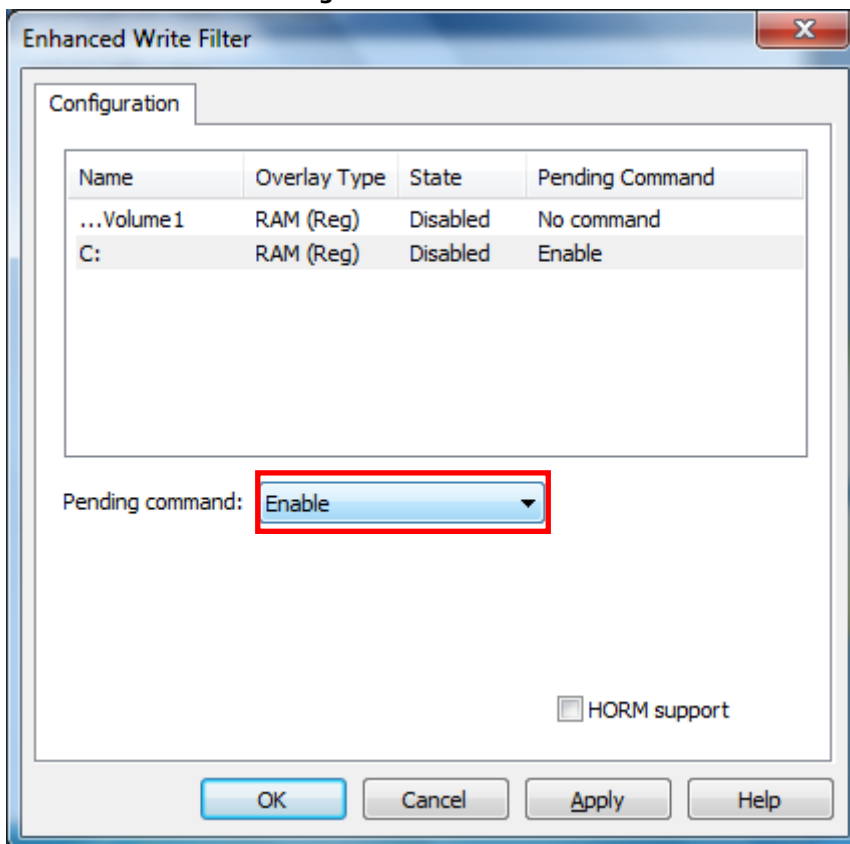 Enhanced Write Filter
Configuration
Name Overlay Type State Pending Command
...Volume1 RAM (Reg) Disabled No command
C: RAM (Reg) Disabled Enable
Pending command: Enable
HORM support
OK Cancel Apply Help